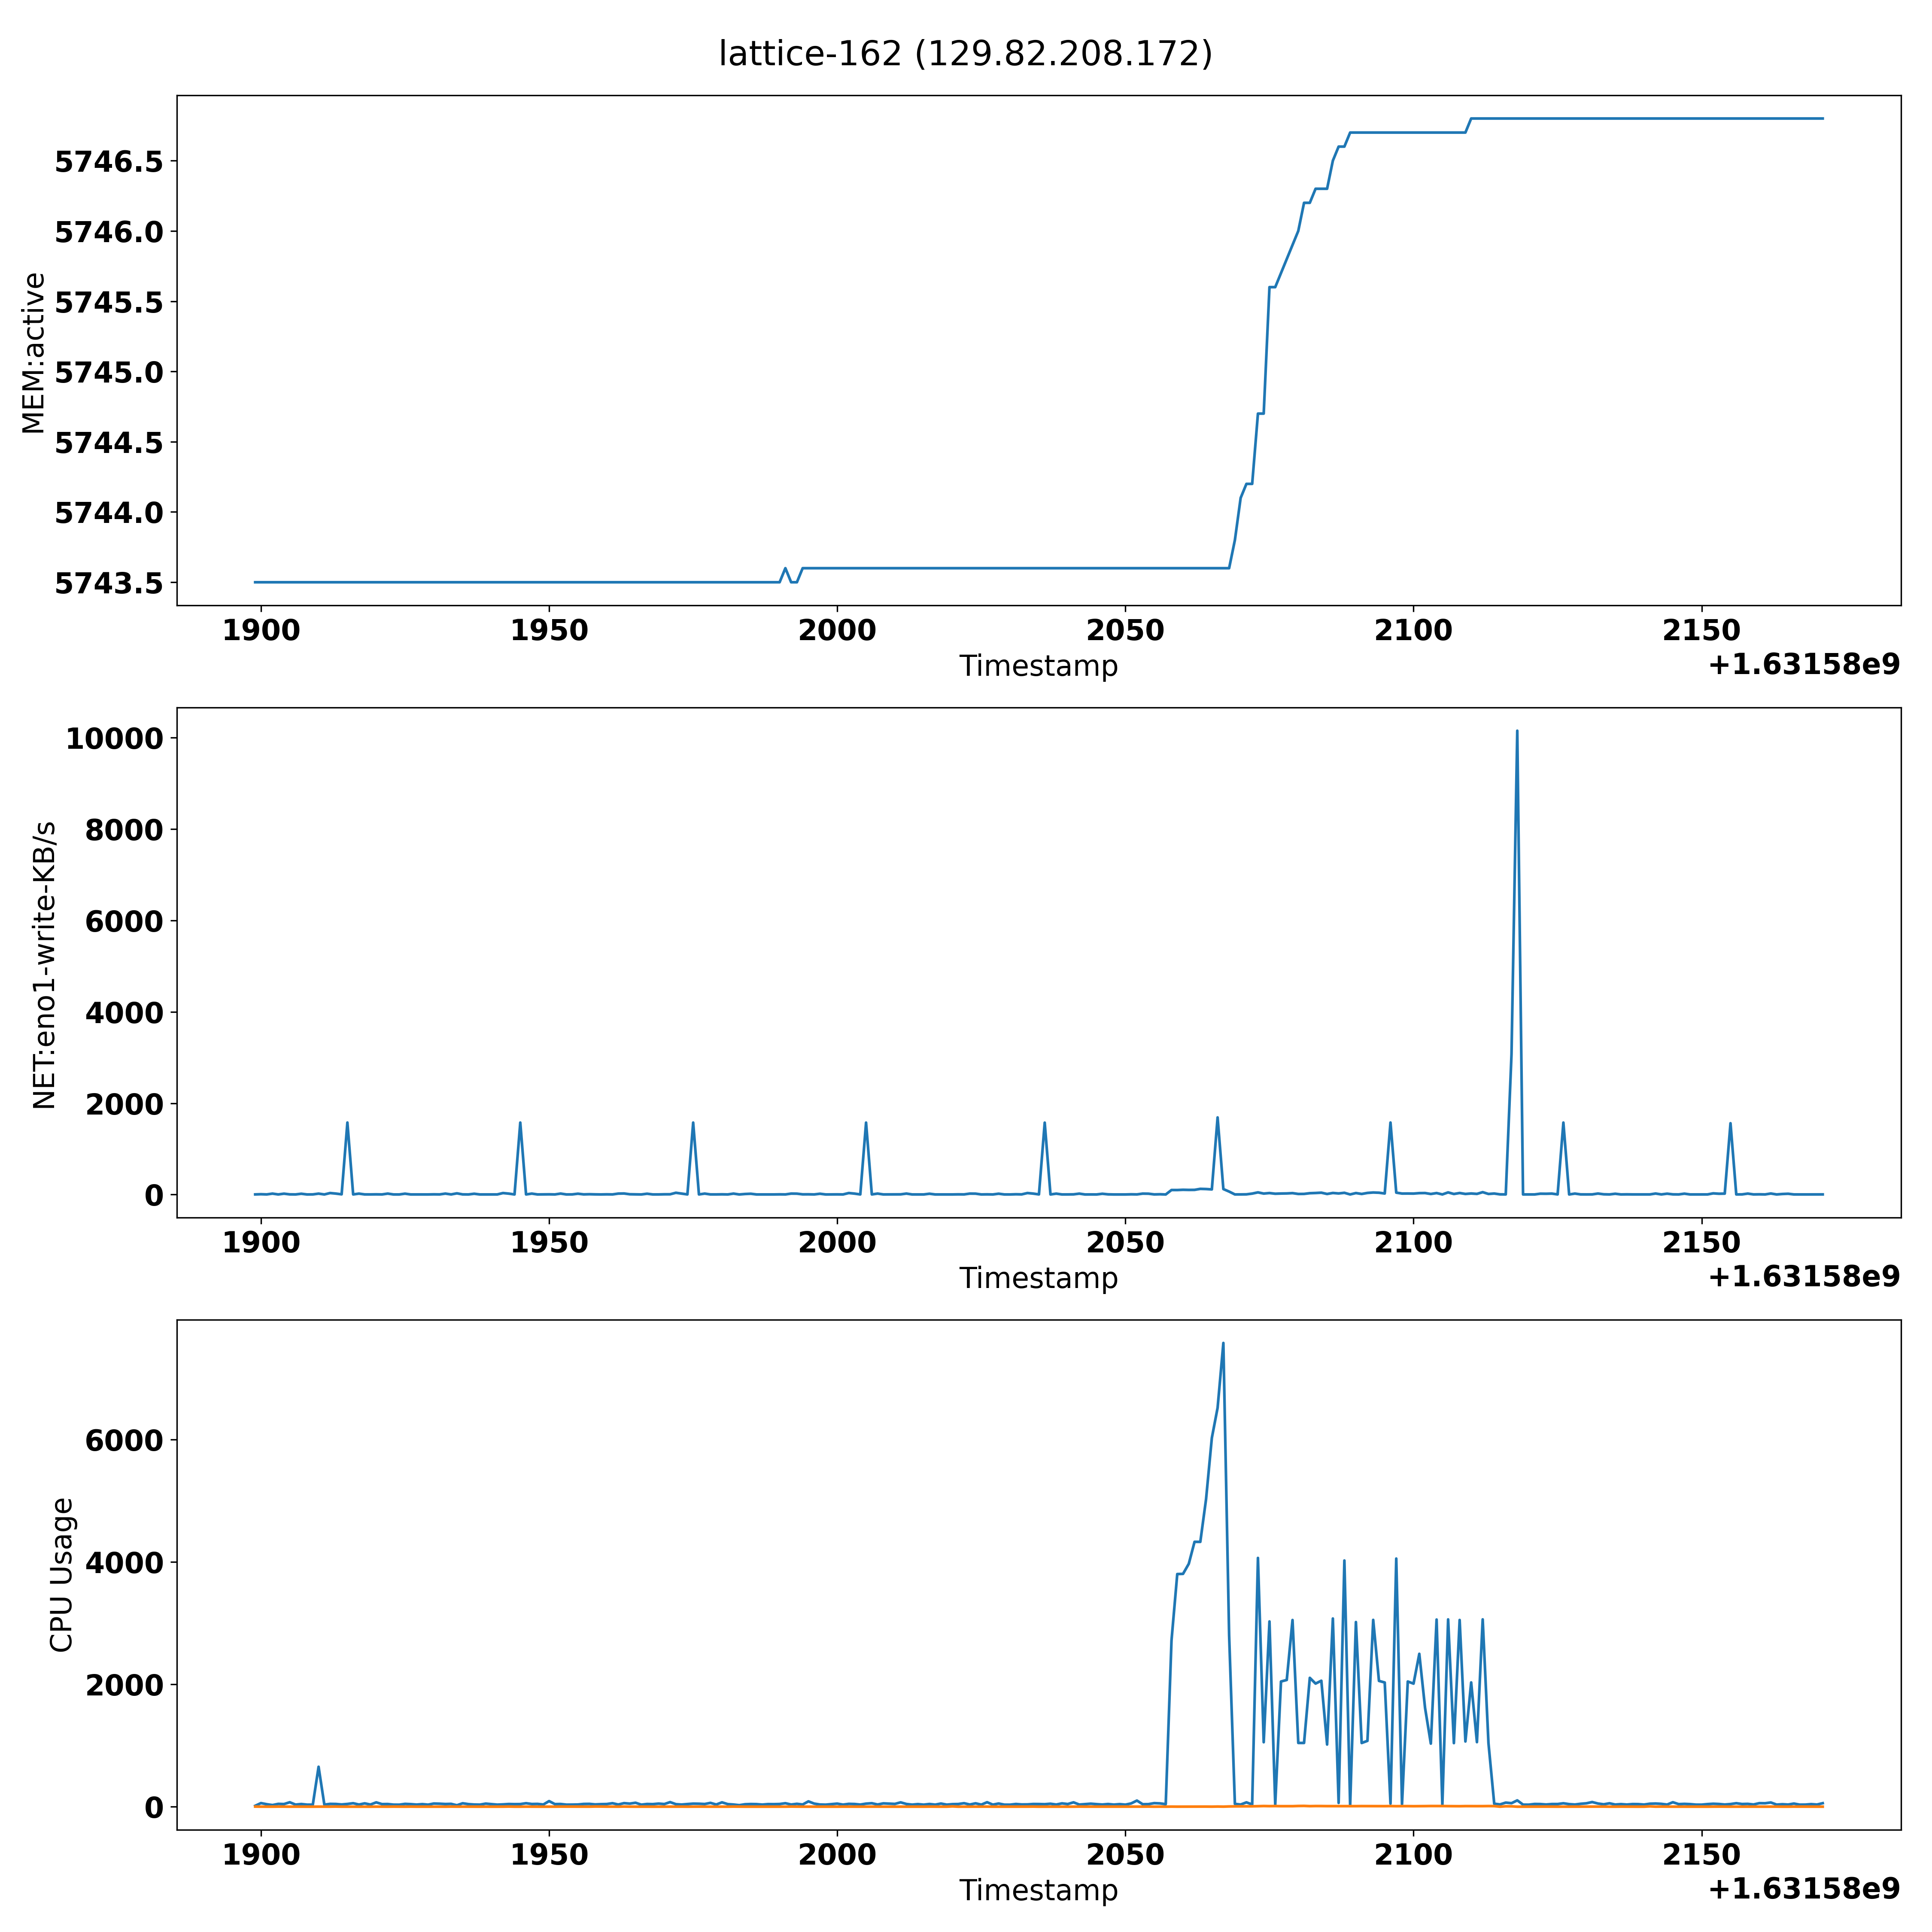 lattice-162 (129.82.208.172)
MEM:active
5746.5
5746.0
5745.5
5745.0
5744.5
5744.0
5743.5
1900 1950 2000 2050 2100 2150
Timestamp
+1.63158e9
NET:eno1-write-KB/s
10000
8000
6000
4000
2000
0
1900 1950 2000 2050 2100 2150
Timestamp
+1.63158e9
CPU Usage
6000
4000
2000
0
1900 1950 2000 2050 2100 2150
Timestamp
+1.63158e9